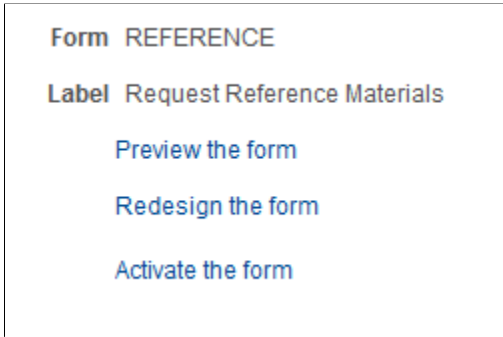 Form REFERENCE
Label Request Reference Materials
Preview the form
Redesign the form
Activate the form